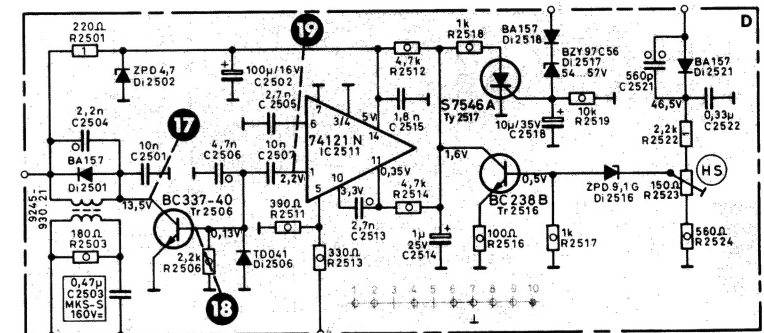 19
D
220Ω
R2501
ZPD 4,7
Di2502
100µ/16V
C2502
2,7n
C2505
2,2n
C2504
17
4,7n
C2506
10n
C2501
10n
C2507
BA157
Di2501
13,5V
9245-
930-21
180Ω
R2503
0,47µ
C2503
MKS-S
160V=
BC337-40
Tr2506
0,13V
2,2k
R2506
TD041
Di2506
18
390Ω
R2511
330Ω
R2513
2,2V
7
3/4
5
14
6
74121 N
IC2511
1
11
5
10
3,3V
0,35V
2,7n
C2513
4,7k
R2514
4,7k
R2512
1,8n
C2515
1k
R2518
S7546A
Ty2517
BA157
Di2518
BZY97C56
Di2517
54...57V
10k
R2519
10µ/35V
C2518
1,6V
BC238B
Tr2516
0,5V
1µ
25V
C2514
100Ω
R2516
1k
R2517
ZPD 9,1G
Di2516
560p
C2521
BA157
Di2521
46,5V
0,33µ
C2522
2,2k
R2522
HS
150Ω
R2523
560Ω
R2524
1 2 3 4 5 6 7 8 9 10